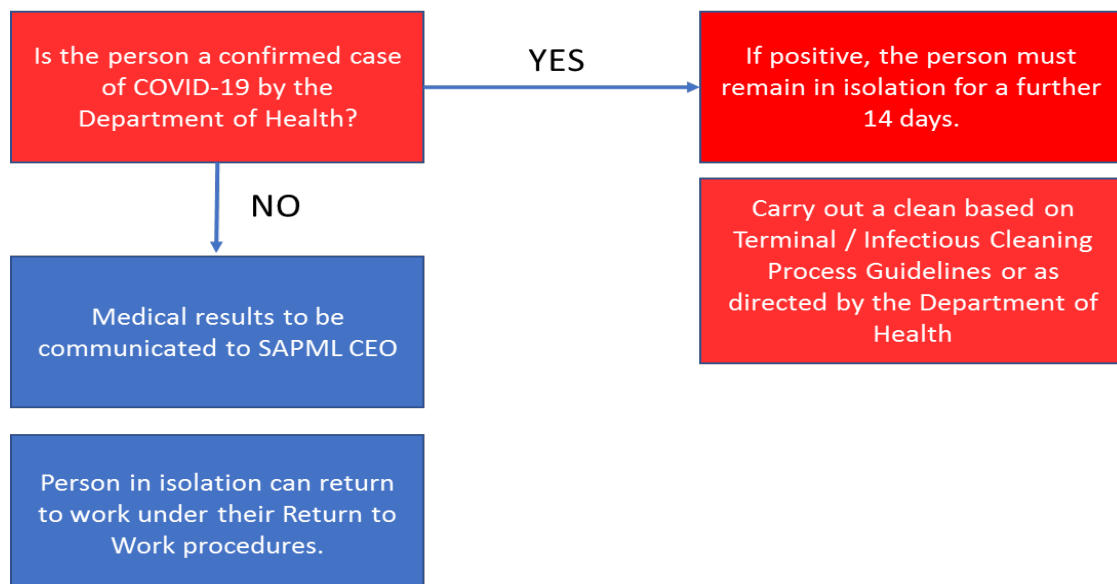 Is the person a confirmed case
of COVID-19 by the
Department of Health?
YES
If positive, the person must
remain in isolation for a further
14 days.
NO
Carry out a clean based on
Terminal / Infectious Cleaning
Process Guidelines or as
directed by the Department of
Health
Medical results to be
communicated to SAPML CEO
Person in isolation can return
to work under their Return to
Work procedures.